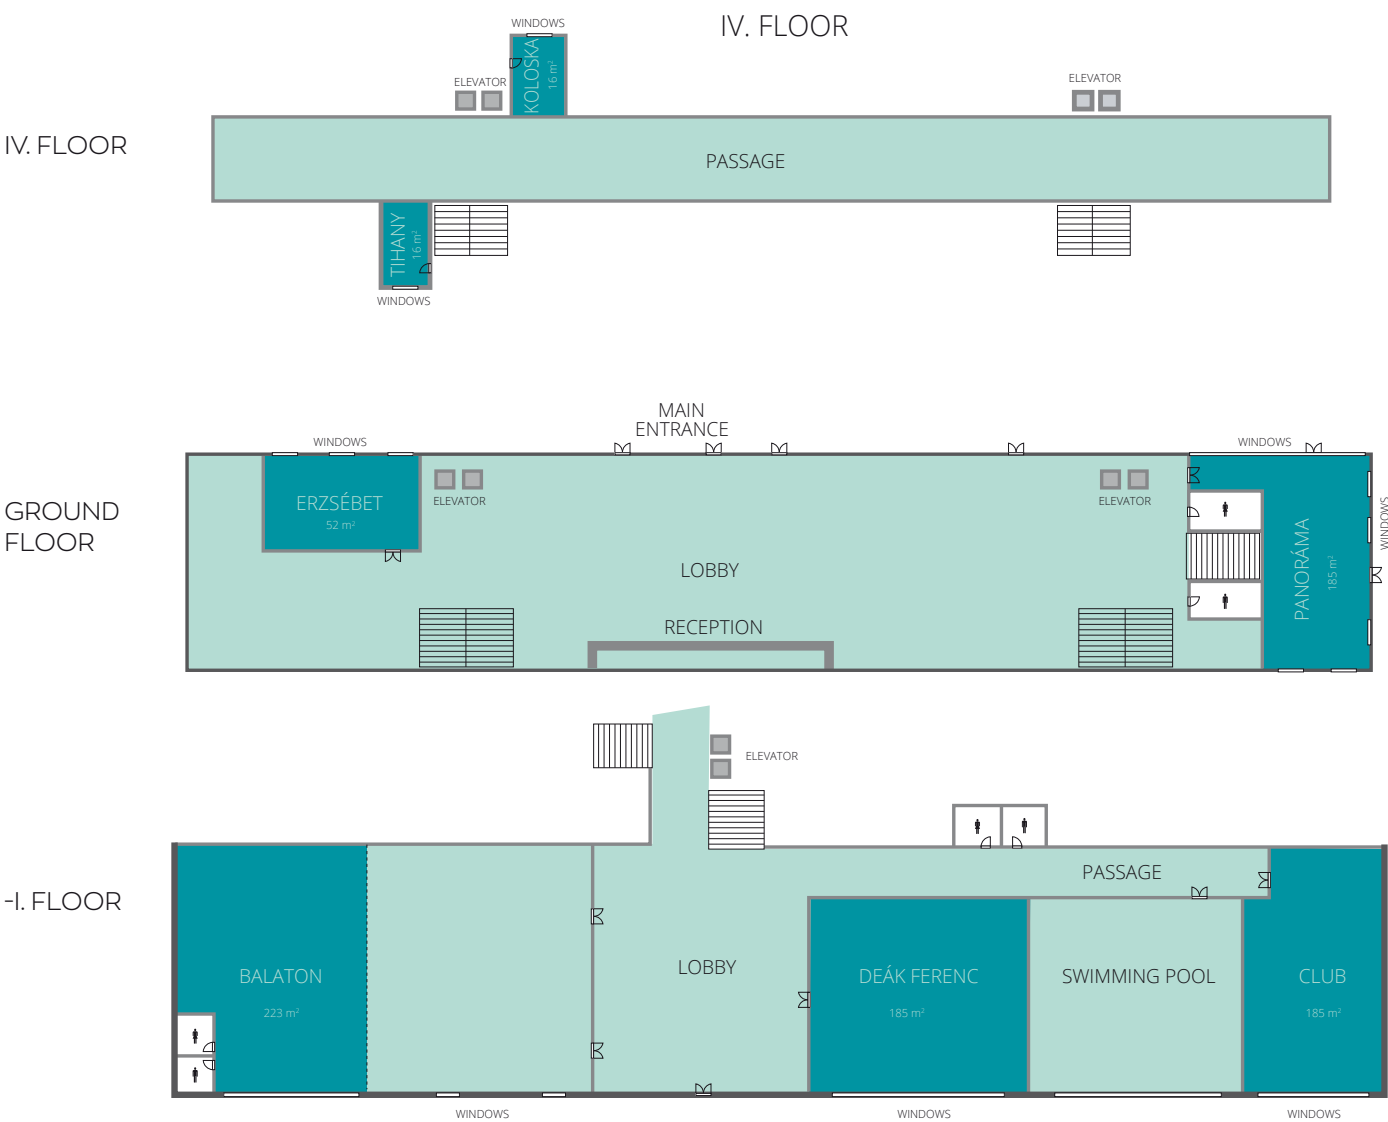 IV. FLOOR
WINDOWS
KOLOSKA
16 m²
ELEVATOR
ELEVATOR
IV. FLOOR
PASSAGE
TIHANY
16 m²
WINDOWS
MAIN
ENTRANCE
WINDOWS
WINDOWS
ERZSÉBET
52 m²
ELEVATOR
ELEVATOR
GROUND
FLOOR
WINDOWS
LOBBY
PANORÁMA
185 m²
RECEPTION
ELEVATOR
-I. FLOOR
PASSAGE
BALATON
223 m²
LOBBY
DEÁK FERENC
185 m²
SWIMMING POOL
CLUB
185 m²
WINDOWS
WINDOWS
WINDOWS